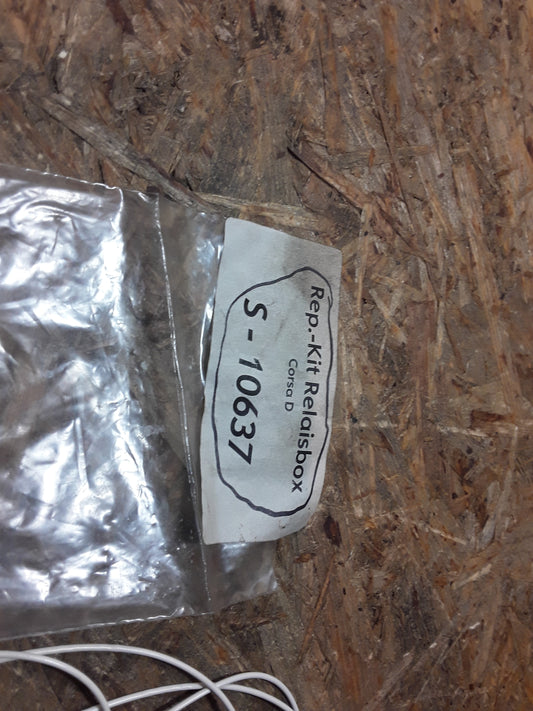 Rep.-Kit Relaisbox
Corsa D
S - 10637